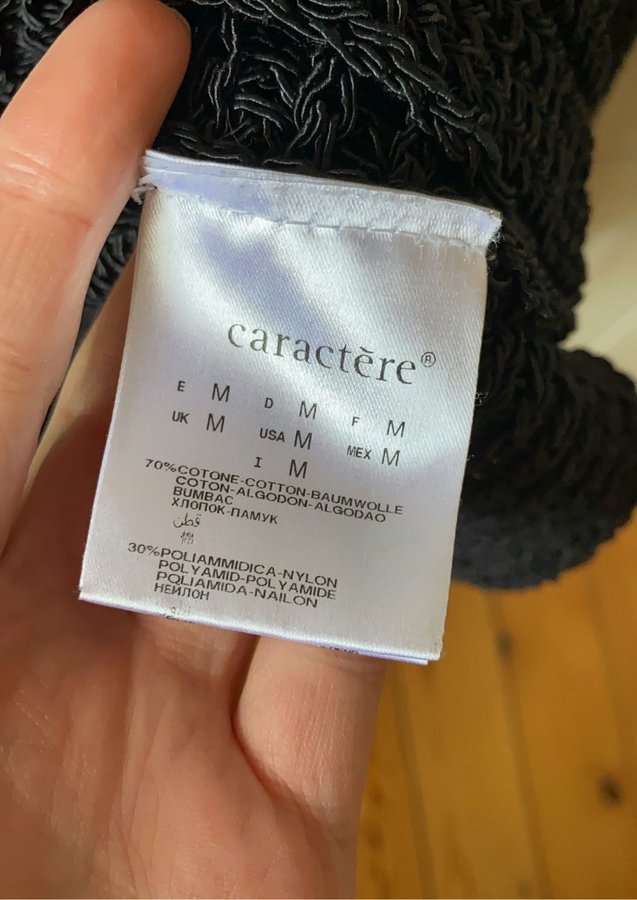 caractère®
E M D M F M
UK M USA M MEX M
I M
70%COTONE-COTTON-BAUMWOLLE
COTON-ALGODON-ALGODAO
BUMBAC
ХЛОПОК-ПАМУК
قطن
30%POLIAMMIDICA-NYLON
POLYAMID-POLYAMIDE
POLIAMIDA-NAILON
НЕЙЛОН